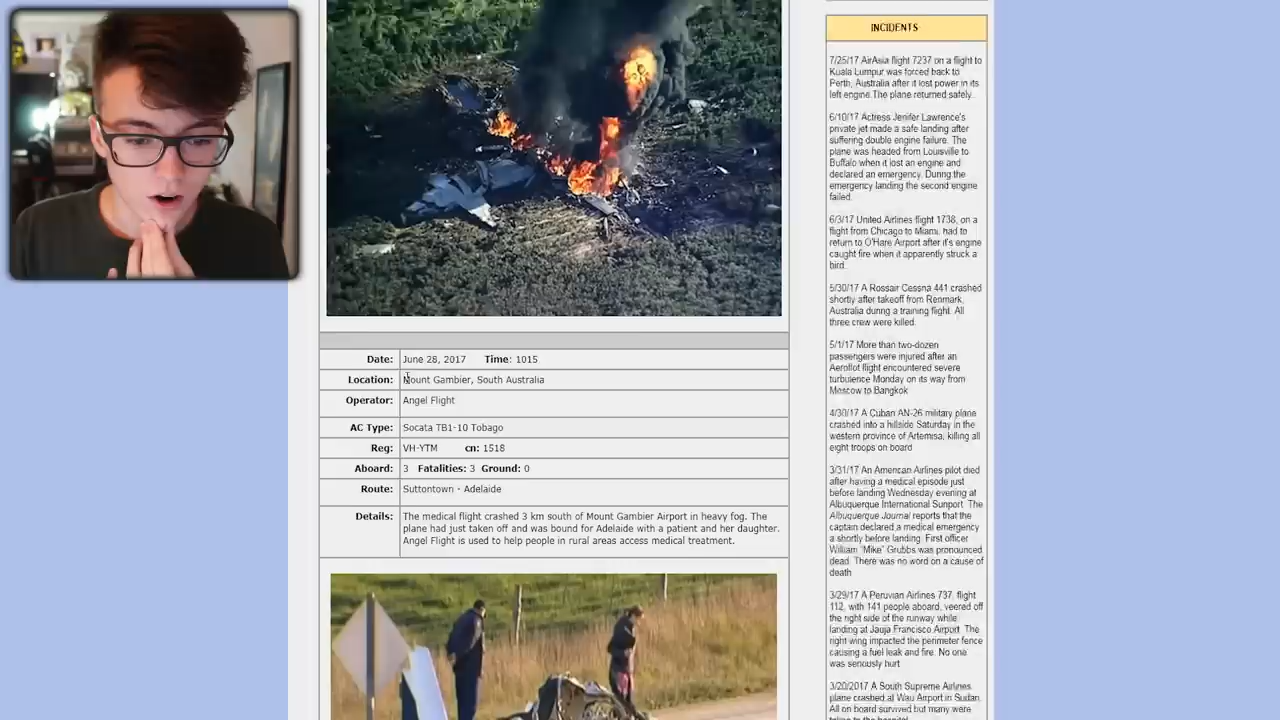 Date: June 28, 2017 Time: 1015
Location: Mount Gambier, South Australia
Operator: Angel Flight
AC Type: Socata TB1-10 Tobago
Reg: VH-YTM cn: 1518
Aboard: 3 Fatalities: 3 Ground: 0
Route: Suttontown - Adelaide
Details: The medical flight crashed 3 km south of Mount Gambier Airport in heavy fog. The
plane had just taken off and was bound for Adelaide with a patient and her daughter.
Angel Flight is used to help people in rural areas access medical treatment.
INCIDENTS
7/25/17 AirAsia flight 7237 on a flight to
Kuala Lumpur was forced back to
Perth, Australia after it lost power in its
left engine.The plane returned safely.
6/10/17 Actress Jenifer Lawrence's
private jet made a safe landing after
suffering double engine failure. The
plane was headed from Louisville to
Buffalo when it lost an engine and
declared an emergency. During the
emergency landing the second engine
failed.
6/3/17 United Airlines flight 1738, on a
flight from Chicago to Miami, had to
return to O'Hare Airport after it's engine
caught fire when it apparently struck a
bird.
5/30/17 A Rossair Cessna 441 crashed
shortly after takeoff from Renmark,
Australia during a training flight. All
three crew were killed.
5/1/17 More than two-dozen
passengers were injured after an
Aeroflot flight encountered severe
turbulence Monday on its way from
Moscow to Bangkok
4/30/17 A Cuban AN-26 military plane
crashed into a hillside Saturday in the
western province of Artemisa, killing all
eight troops on board
3/31/17 An American Airlines pilot died
after having a medical episode just
before landing Wednesday evening at
Albuquerque International Sunport. The
Albuquerque Journal reports that the
captain declared a medical emergency
a shortly before landing. First officer
William "Mike" Grubbs was pronounced
dead. There was no word on a cause of
death
3/29/17 A Peruvian Airlines 737, flight
112, with 141 people aboard, veered off
the right side of the runway while
landing at Jauja Francisco Airport. The
right wing impacted the perimeter fence
causing a fuel leak and fire. No one
was seriously hurt
3/20/2017 A South Supreme Airlines
plane crashed at Wau Airport in Sudan.
All on board survived but many were